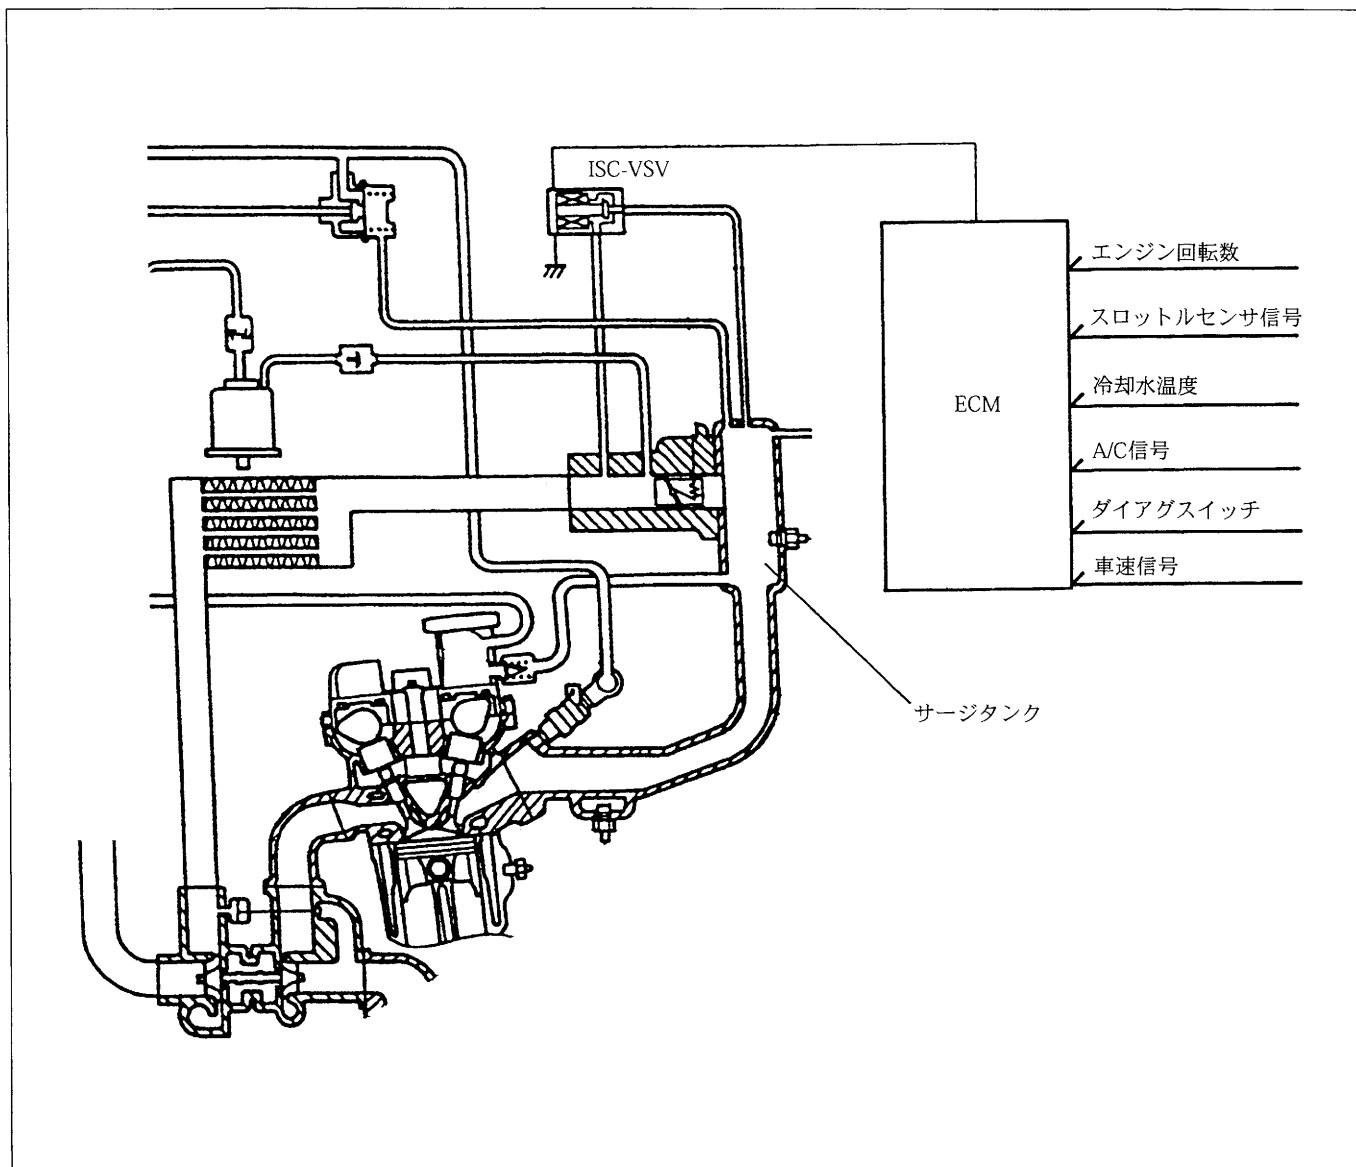 ISC-VSV
エンジン回転数
スロットルセンサ信号
冷却水温度
ECM
A/C信号
ダイアグスイッチ
車速信号
サージタンク